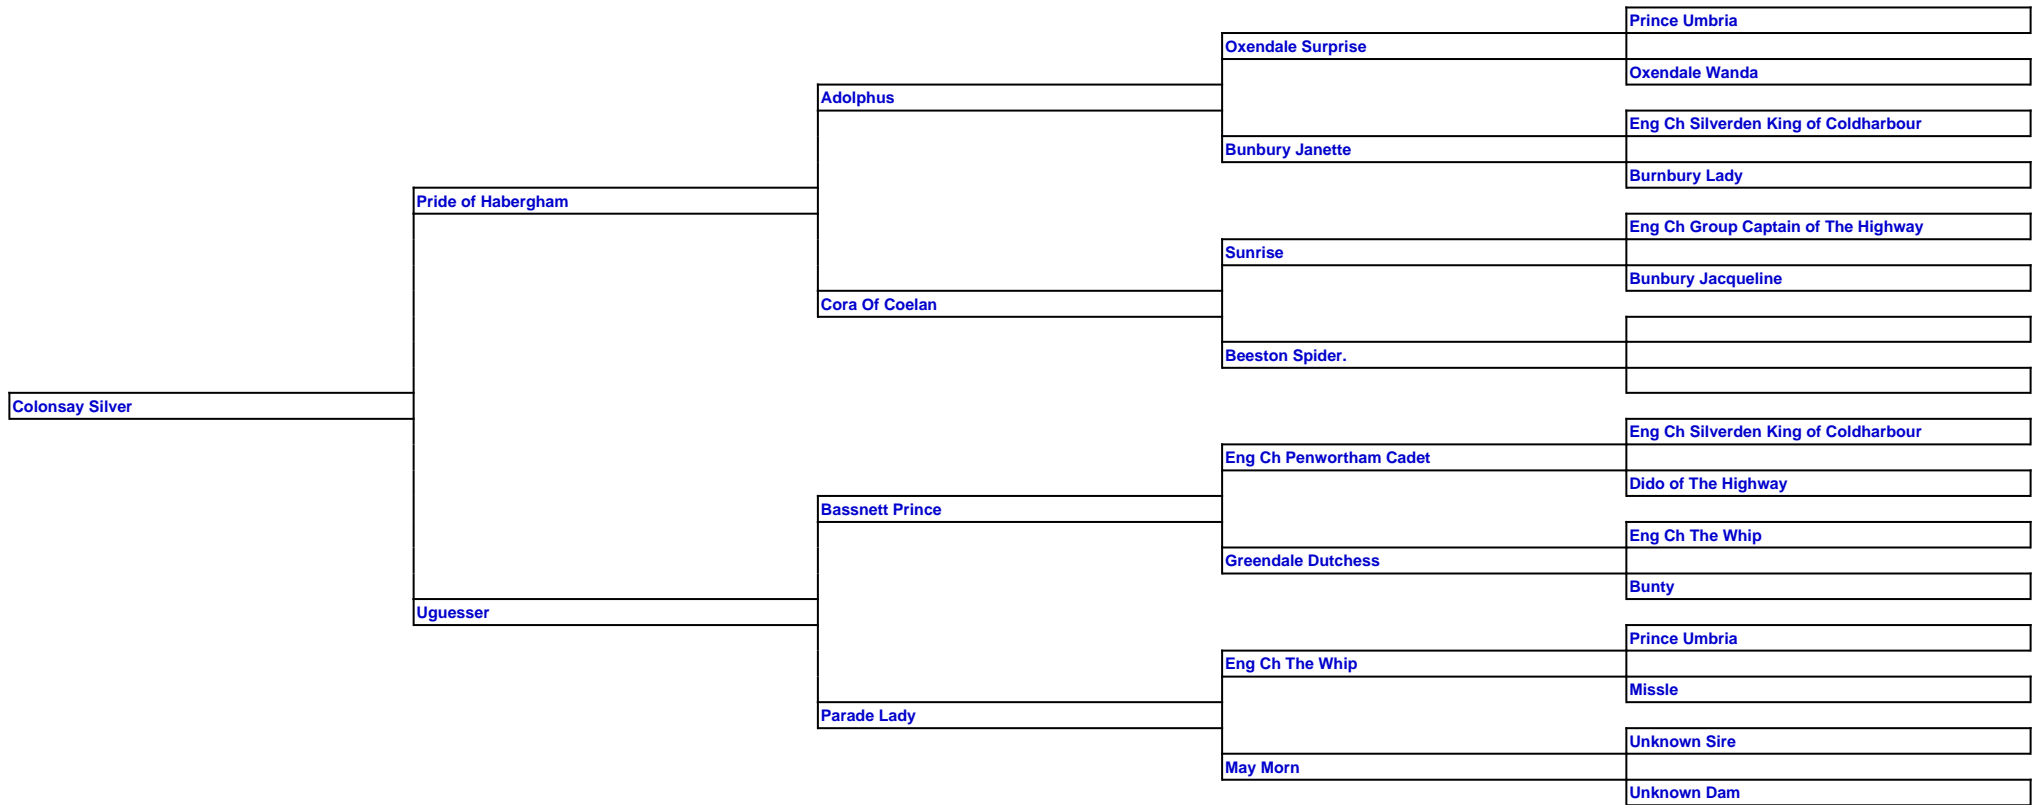 Prince Umbria
Oxendale Surprise
Oxendale Wanda
Adolphus
Eng Ch Silverden King of Coldharbour
Bunbury Janette
Burnbury Lady
Pride of Habergham
Eng Ch Group Captain of The Highway
Sunrise
Bunbury Jacqueline
Cora Of Coelan
Beeston Spider.
Colonsay Silver
Eng Ch Silverden King of Coldharbour
Eng Ch Penwortham Cadet
Dido of The Highway
Bassnett Prince
Eng Ch The Whip
Greendale Dutchess
Bunty
Uguesser
Prince Umbria
Eng Ch The Whip
Missle
Parade Lady
Unknown Sire
May Morn
Unknown Dam